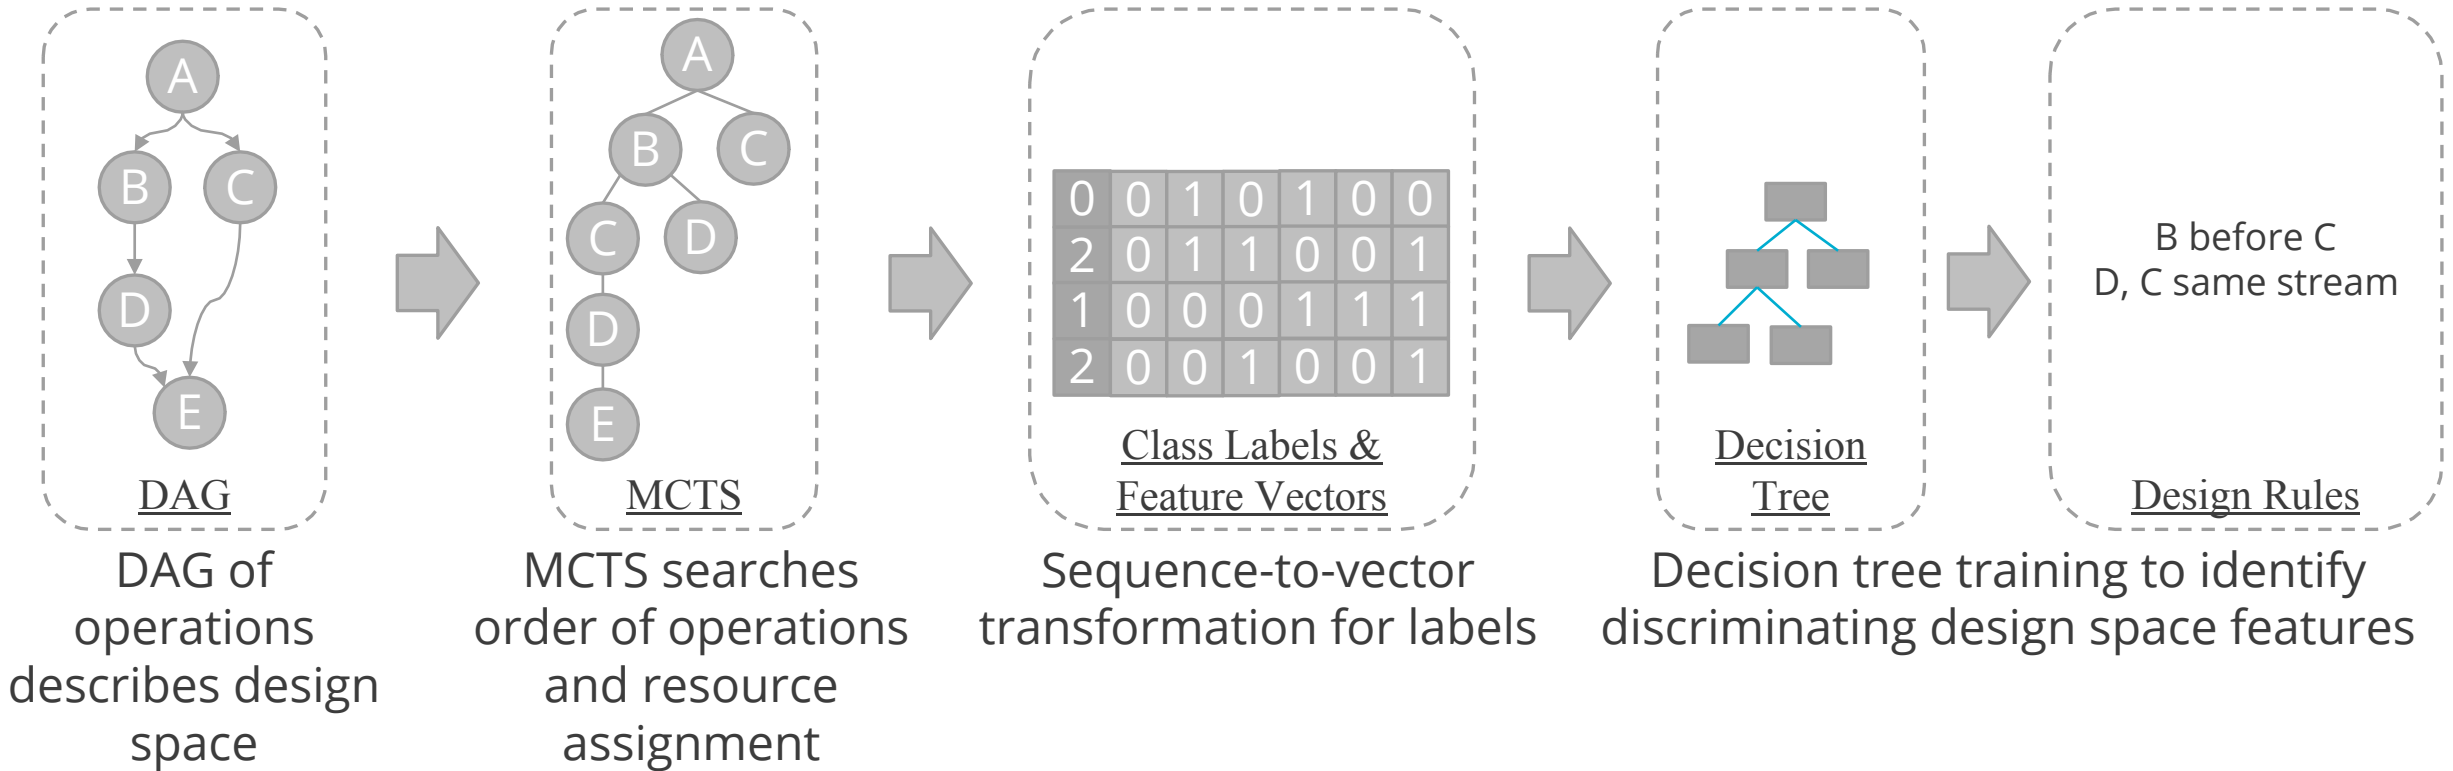 A
B C
D
E
DAG
DAG of
operations
describes design
space
A
B C
C D
D
E
MCTS
MCTS searches
order of operations
and resource
assignment
0 0 1 0 1 0 0
2 0 1 1 0 0 1
1 0 0 0 1 1 1
2 0 0 1 0 0 1
Class Labels &
Feature Vectors
Sequence-to-vector
transformation for labels
Decision
Tree
B before C
D, C same stream
Design Rules
Decision tree training to identify
discriminating design space features